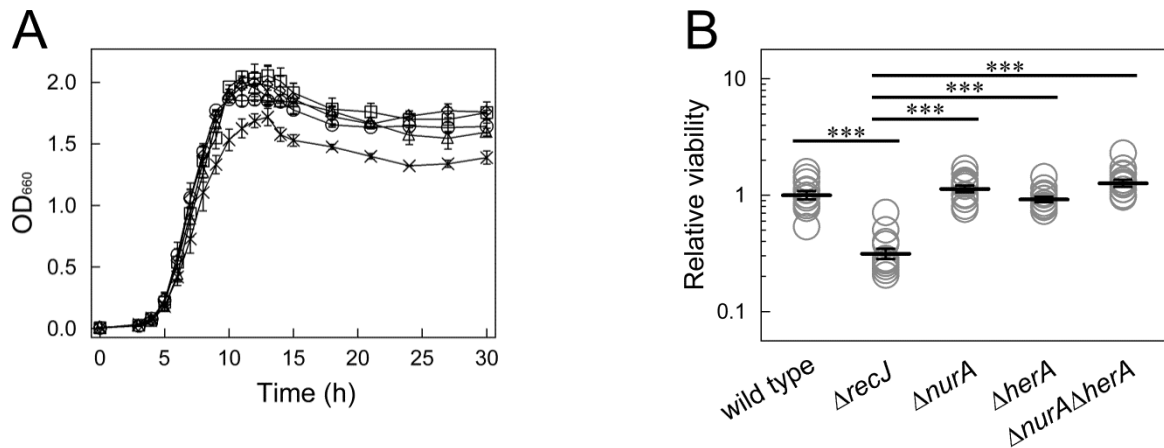 A
OD₆₆₀
2.0
1.5
1.0
0.5
0.0
0 5 10 15 20 25 30
Time (h)
B
Relative viability
10
1
0.1
***
***
***
***
wild type
ΔrecJ
ΔnurA
ΔherA
ΔnurAΔherA